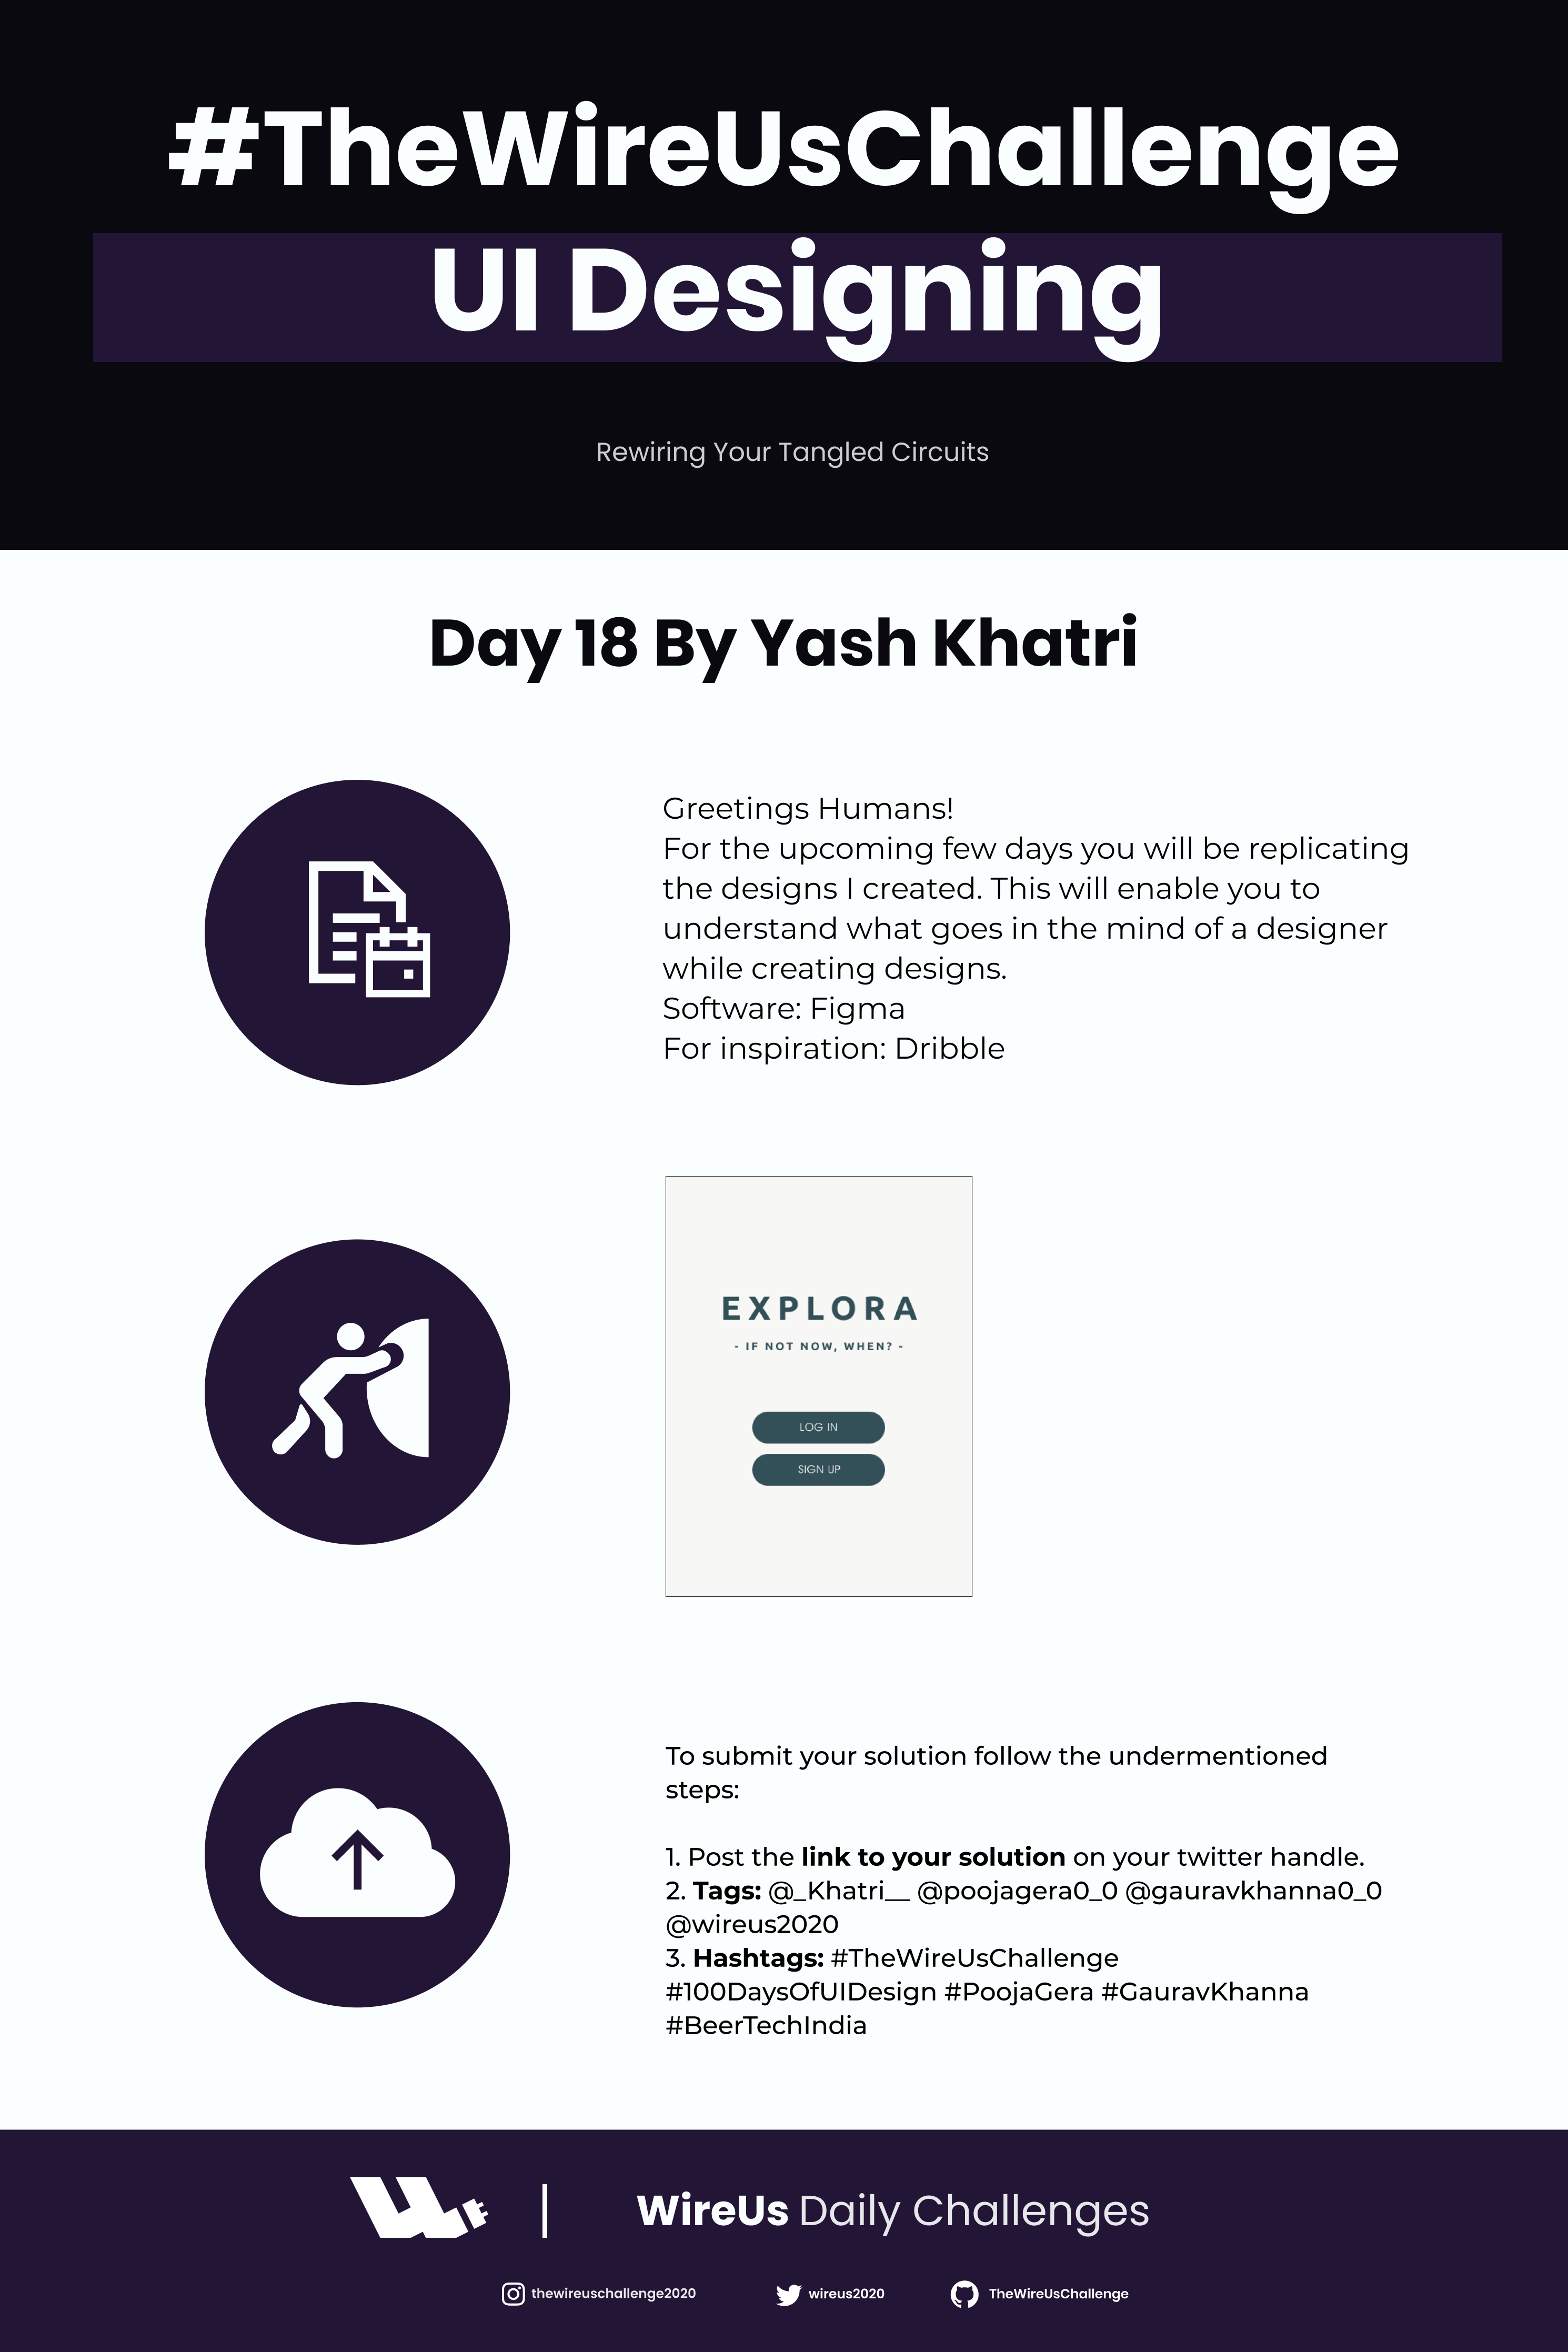 #TheWireUsChallenge
UI Designing
Rewiring Your Tangled Circuits
Day 18 By Yash Khatri
Greetings Humans!
For the upcoming few days you will be replicating
the designs I created. This will enable you to
understand what goes in the mind of a designer
while creating designs.
Software: Figma
For inspiration: Dribble
EXPLORA
- IF NOT NOW, WHEN? -
LOG IN
SIGN UP
To submit your solution follow the undermentioned
steps:
1. Post the link to your solution on your twitter handle.
2. Tags: @_Khatri__ @poojagera0_0 @gauravkhanna0_0
@wireus2020
3. Hashtags: #TheWireUsChallenge
#100DaysOfUIDesign #PoojaGera #GauravKhanna
#BeerTechIndia
WireUs Daily Challenges
thewireuschallenge2020
wireus2020
TheWireUsChallenge